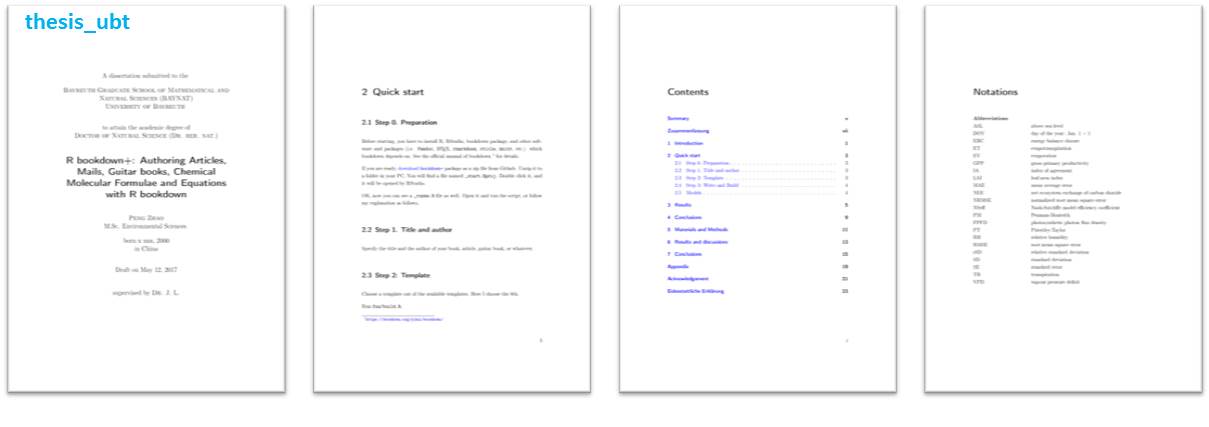 thesis_ubt
A dissertation submitted to the
Bayreuth Graduate School of Mathematical and
Natural Sciences (BAYNAT)
University of Bayreuth
to attain the academic degree of
Doctor of Natural Science (Dr. rer. nat.)
R bookdown+: Authoring Articles,
Mails, Guitar books, Chemical
Molecular Formulae and Equations
with R bookdown
Peng Zhao
M.Sc. Environmental Sciences
born x xxx, 2000
in China
Draft on May 12, 2017
supervised by Dr. J. L.
2 Quick start
2.1 Step 0. Preparation
Before starting, you have to install R, RStudio, bookdown package, and other soft-
ware and packages (i.e. Pandoc, LaTeX, rmarkdown, etc.) which
bookdown depends on. See the official manual of bookdown for details.
If you are ready, download bookdown+ package as a zip file from Github. Unzip it to
a folder in your PC. You will find a file named Double click it, and
it will be opened by RStudio.
OK, now you can see a file as well. Open it and run the script, or follow
my explanation as follows.
2.2 Step 1. Title and author
Specify the title and the author of your book, article, guitar book, or whatever.
2.3 Step 2: Template
Choose a template out of the available templates. Here I choose the 9th.
Contents
Summary v
Zusammenfassung vii
1 Introduction 1
2 Quick start 3
2.1 Step 0. Preparation 3
2.2 Step 1. Title and author 3
2.3 Step 2: Template 3
2.4 Step 3: Write and Build 4
2.5 Models 4
3 Results 5
4 Conclusions 9
5 Materials and Methods 11
6 Results and discussions 13
7 Conclusions 15
Appendix 19
Acknowledgement 21
Eidesstattliche Erklärung 23
Notations
Abbreviations
ASL above sea level
DOY day of the year: Jan. 1 = 1
EBC energy balance closure
ET evapotranspiration
EV evaporation
GPP gross primary productivity
IA index of agreement
LAI leaf area index
MAE mean average error
NEE net ecosystem exchange of carbon dioxide
NRMSE normalized root mean square error
NSeff Nash-Sutcliffe model efficiency coefficient
PM Penman-Monteith
PPFD photosynthetic photon flux density
PT Priestley-Taylor
RH relative humidity
RMSE root mean square error
rSD relative standard deviation
SD standard deviation
SE standard error
TR transpiration
VPD vapour pressure deficit